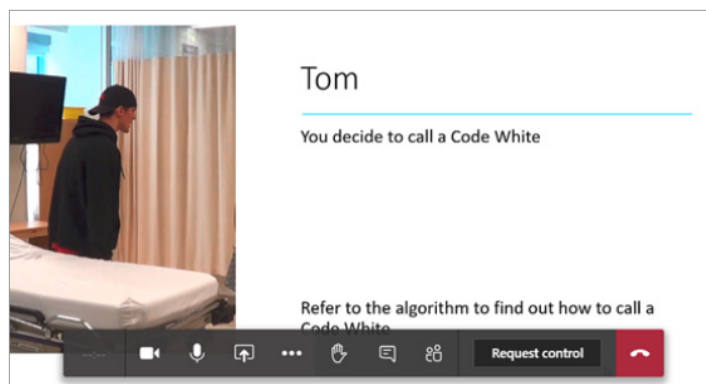 Tom
You decide to call a Code White
Refer to the algorithm to find out how to call a
Code White
Request control